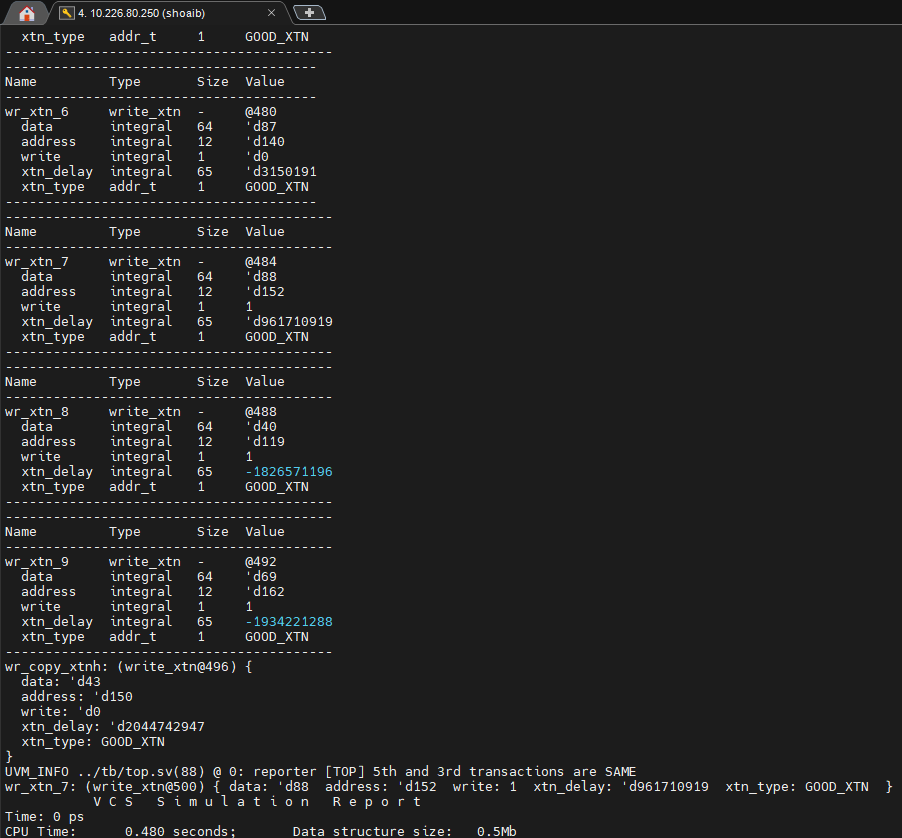 4. 10.226.80.250 (shoaib)
  xtn_type   addr_t     1     GOOD_XTN
-----------------------------------------
---------------------------------------
Name         Type       Size  Value
---------------------------------------
wr_xtn_6     write_xtn  -     @480
  data       integral   64    'd87
  address    integral   12    'd140
  write      integral   1     'd0
  xtn_delay  integral   65    'd3150191
  xtn_type   addr_t     1     GOOD_XTN
---------------------------------------
-----------------------------------------
Name         Type       Size  Value
-----------------------------------------
wr_xtn_7     write_xtn  -     @484
  data       integral   64    'd88
  address    integral   12    'd152
  write      integral   1     1
  xtn_delay  integral   65    'd961710919
  xtn_type   addr_t     1     GOOD_XTN
-----------------------------------------
-----------------------------------------
Name         Type       Size  Value
-----------------------------------------
wr_xtn_8     write_xtn  -     @488
  data       integral   64    'd40
  address    integral   12    'd119
  write      integral   1     1
  xtn_delay  integral   65    -1826571196
  xtn_type   addr_t     1     GOOD_XTN
-----------------------------------------
-----------------------------------------
Name         Type       Size  Value
-----------------------------------------
wr_xtn_9     write_xtn  -     @492
  data       integral   64    'd69
  address    integral   12    'd162
  write      integral   1     1
  xtn_delay  integral   65    -1934221288
  xtn_type   addr_t     1     GOOD_XTN
-----------------------------------------
wr_copy_xtnh: (write_xtn@496) {
  data: 'd43
  address: 'd150
  write: 'd0
  xtn_delay: 'd2044742947
  xtn_type: GOOD_XTN
}
UVM_INFO ../tb/top.sv(88) @ 0: reporter [TOP] 5th and 3rd transactions are SAME
wr_xtn_7: (write_xtn@500) { data: 'd88  address: 'd152  write: 1  xtn_delay: 'd961710919  xtn_type: GOOD_XTN  }
           V C S   S i m u l a t i o n   R e p o r t
Time: 0 ps
CPU Time:      0.480 seconds;       Data structure size:   0.5Mb